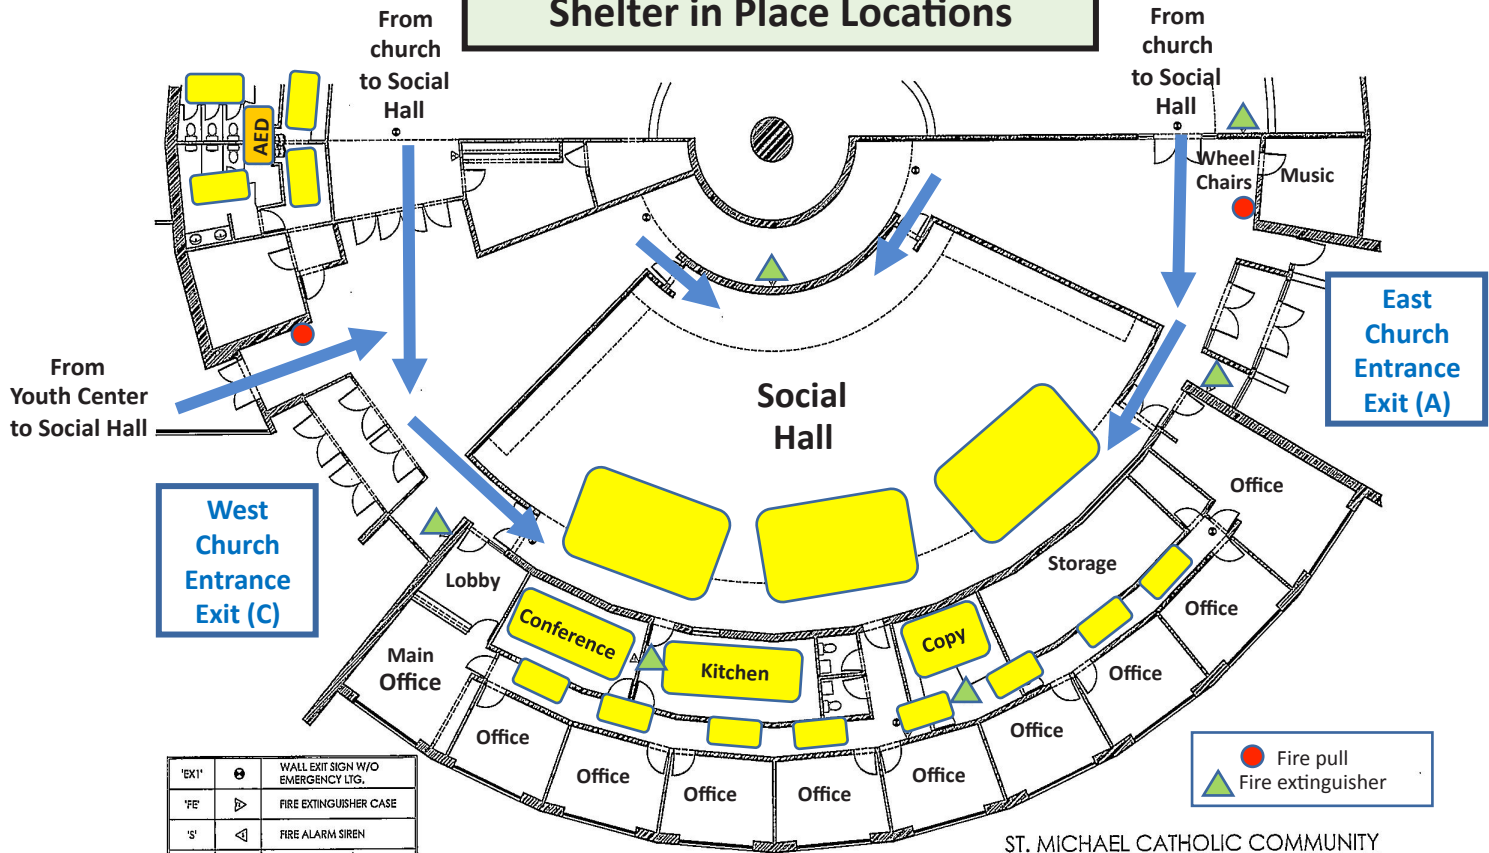 Shelter in Place Locations
From
church
to Social
Hall
From
church
to Social
Hall
AED
Wheel
Chairs
Music
East
Church
Entrance
Exit (A)
From
Youth Center
to Social Hall
Social
Hall
West
Church
Entrance
Exit (C)
Office
Lobby
Storage
Conference
Copy
Office
Main
Office
Kitchen
Office
Office
Office
Office
Office
Office
Office
'EX1'
WALL EXIT SIGN W/O
EMERGENCY LTG.
'FE'
FIRE EXTINGUISHER CASE
'S'
FIRE ALARM SIREN
Fire pull
Fire extinguisher
ST. MICHAEL CATHOLIC COMMUNITY